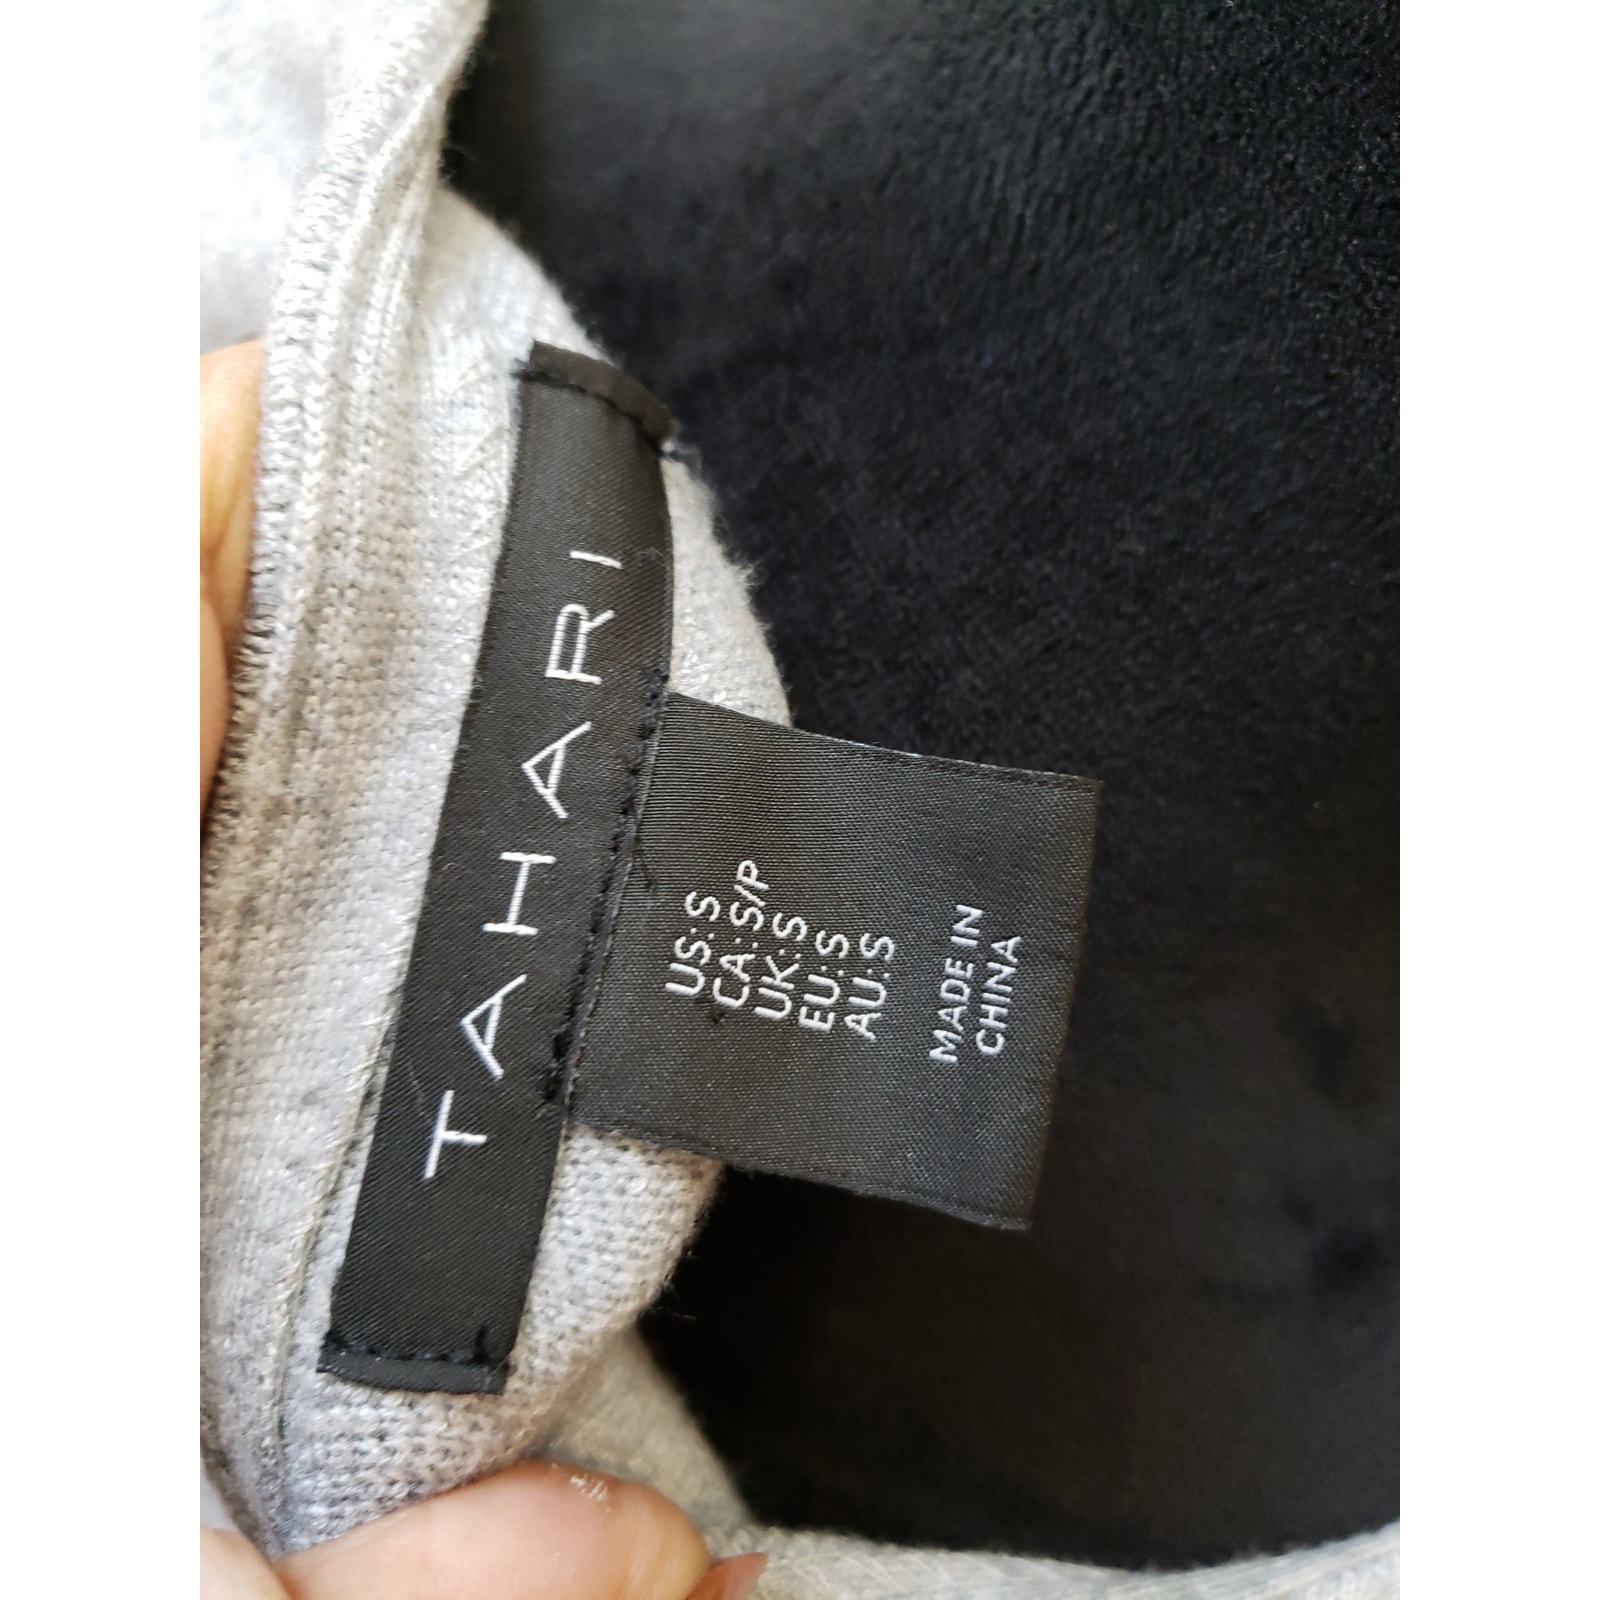 TAHARI
US: S
CA: S/P
UK: S
EU: S
AU: S
MADE IN
CHINA